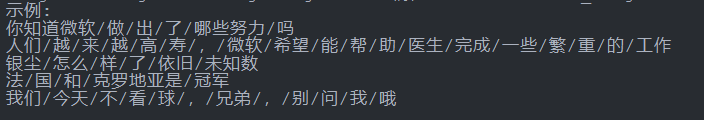 示例：
你知道微软/做/出/了/哪些努力/吗
人们/越/来/越/高/寿/，/微软/希望/能/帮/助/医生/完成/一些/繁/重/的/工作
银尘/怎么/样/了/依旧/未知数
法/国/和/克罗地亚是/冠军
我们/今天/不/看/球/，/兄弟/，/别/问/我/哦